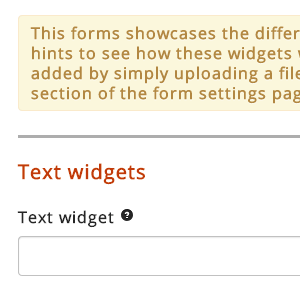 This forms showcases the differ
hints to see how these widgets
added by simply uploading a file
section of the form settings pag
Text widgets
Text widget